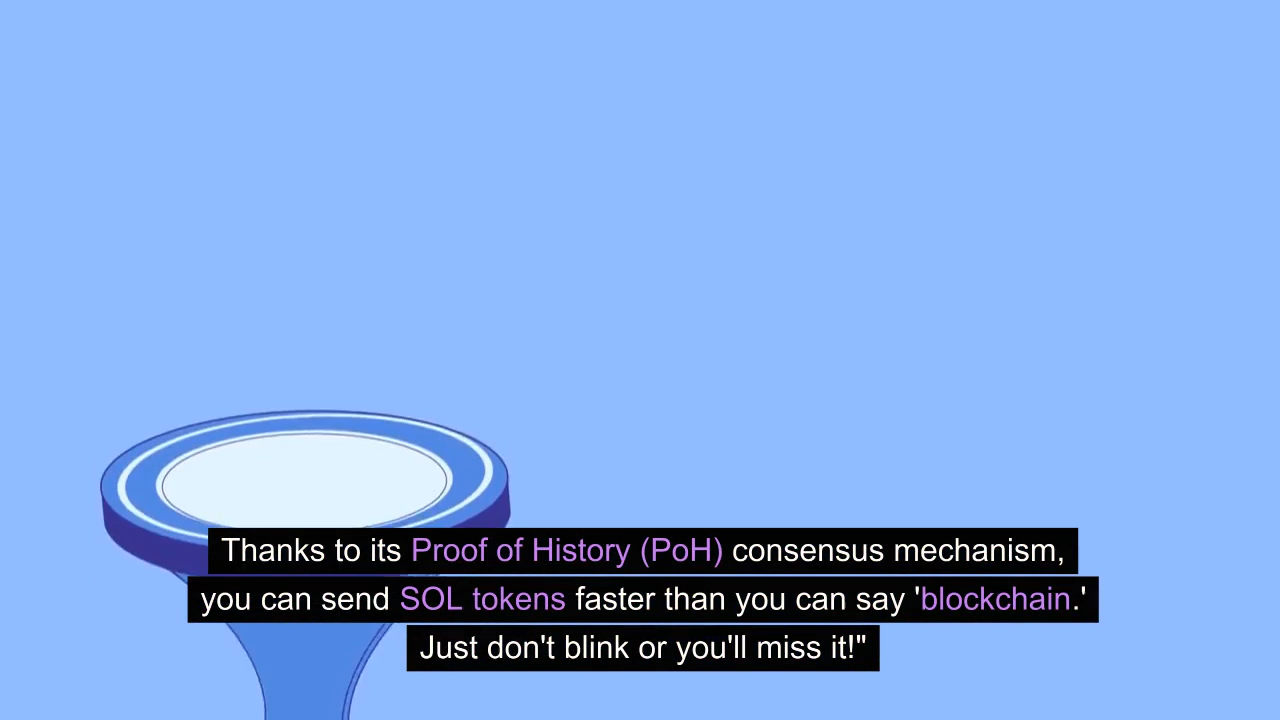 Thanks to its Proof of History (PoH) consensus mechanism,
you can send SOL tokens faster than you can say 'blockchain.'
Just don't blink or you'll miss it!"